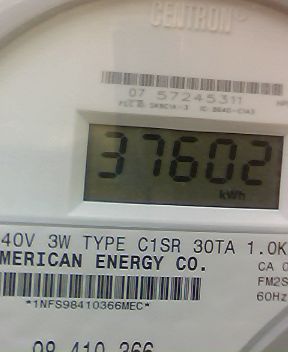 CENTRON®
07 57245311
37602
kWh
40V 3W TYPE C1SR 30TA 1.0K
MERICAN ENERGY CO.
CA 0
FM2S
60Hz
*1NFS98410366MEC*
98 410 366